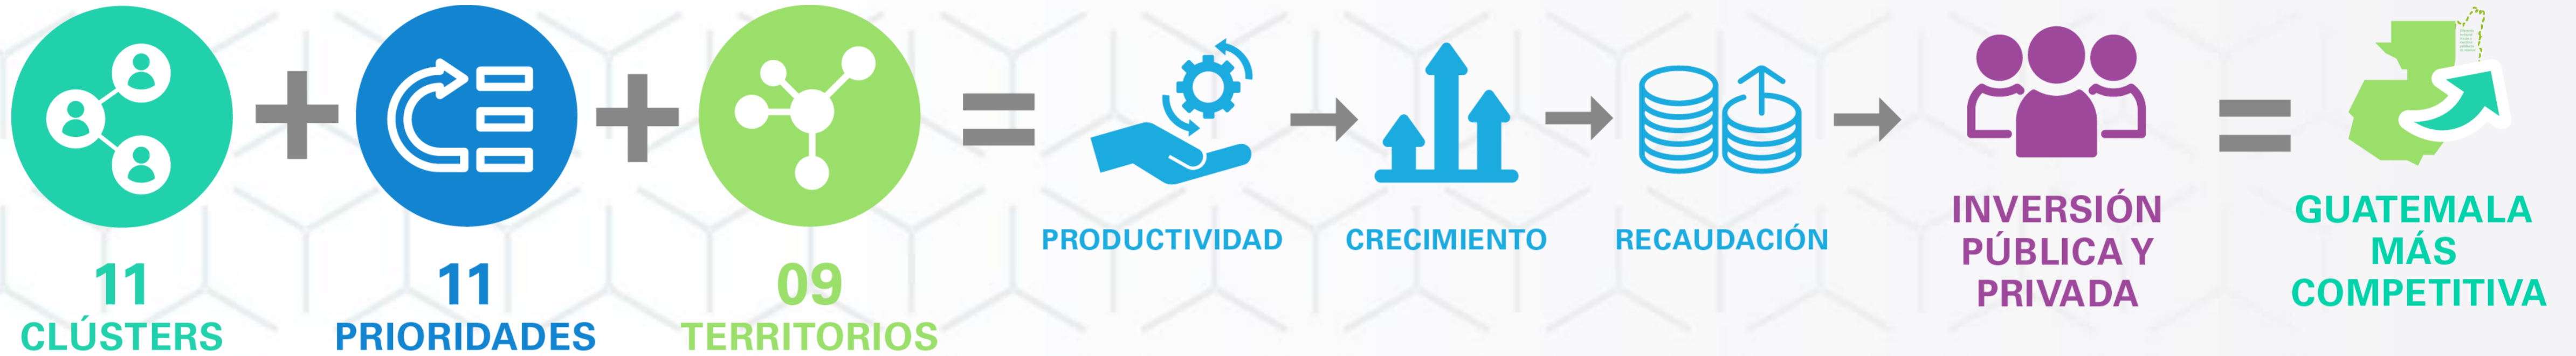 11
CLÚSTERS
11
PRIORIDADES
09
TERRITORIOS
PRODUCTIVIDAD
CRECIMIENTO
RECAUDACIÓN
INVERSIÓN
PÚBLICA Y
PRIVADA
GUATEMALA
MÁS
COMPETITIVA